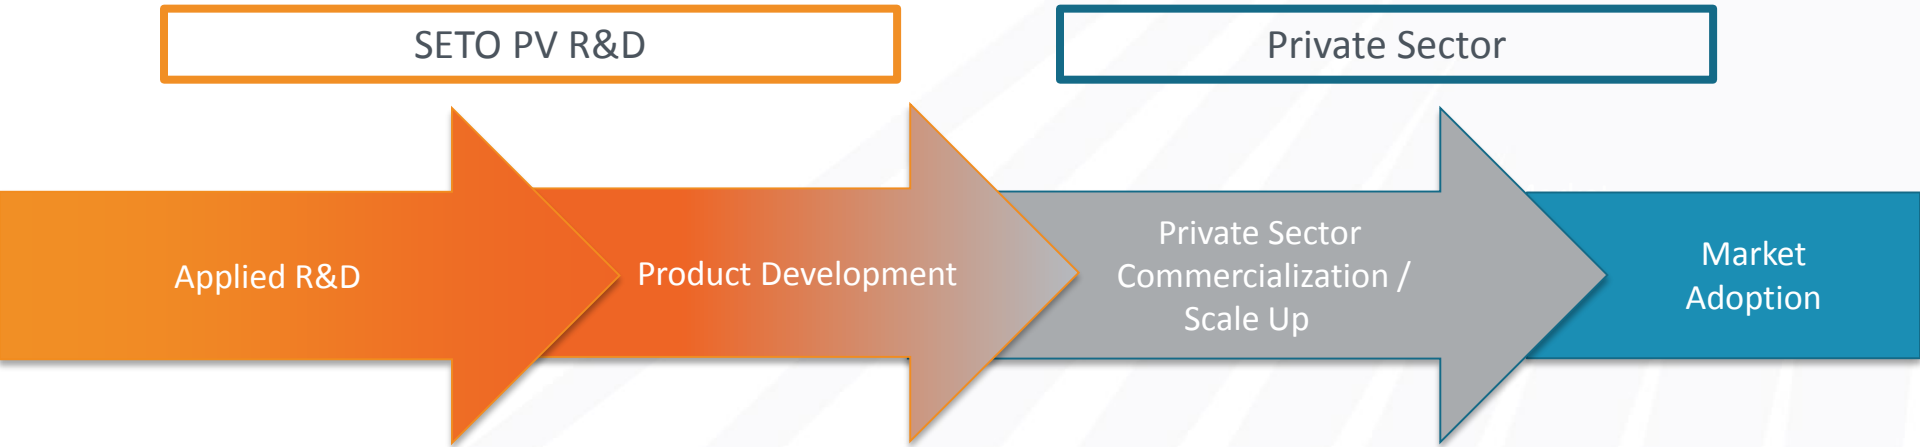 SETO PV R&D
Private Sector
Applied R&D
Product Development
Private Sector
Commercialization /
Scale Up
Market
Adoption